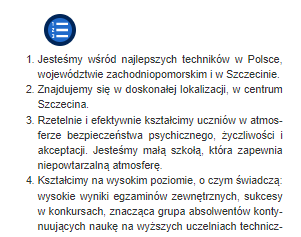 1. Jesteśmy wśród najlepszych techników w Polsce,
województwie zachodniopomorskim i w Szczecinie.
2. Znajdujemy się w doskonałej lokalizacji, w centrum
Szczecina.
3. Rzetelnie i efektywnie kształcimy uczniów w atmos-
ferze bezpieczeństwa psychicznego, życzliwości i
akceptacji. Jesteśmy małą szkołą, która zapewnia
niepowtarzalną atmosferę.
4. Kształcimy na wysokim poziomie, o czym świadczą:
wysokie wyniki egzaminów zewnętrznych, sukcesy
w konkursach, znacząca grupa absolwentów konty-
nuujących naukę na wyższych uczelniach technicz-